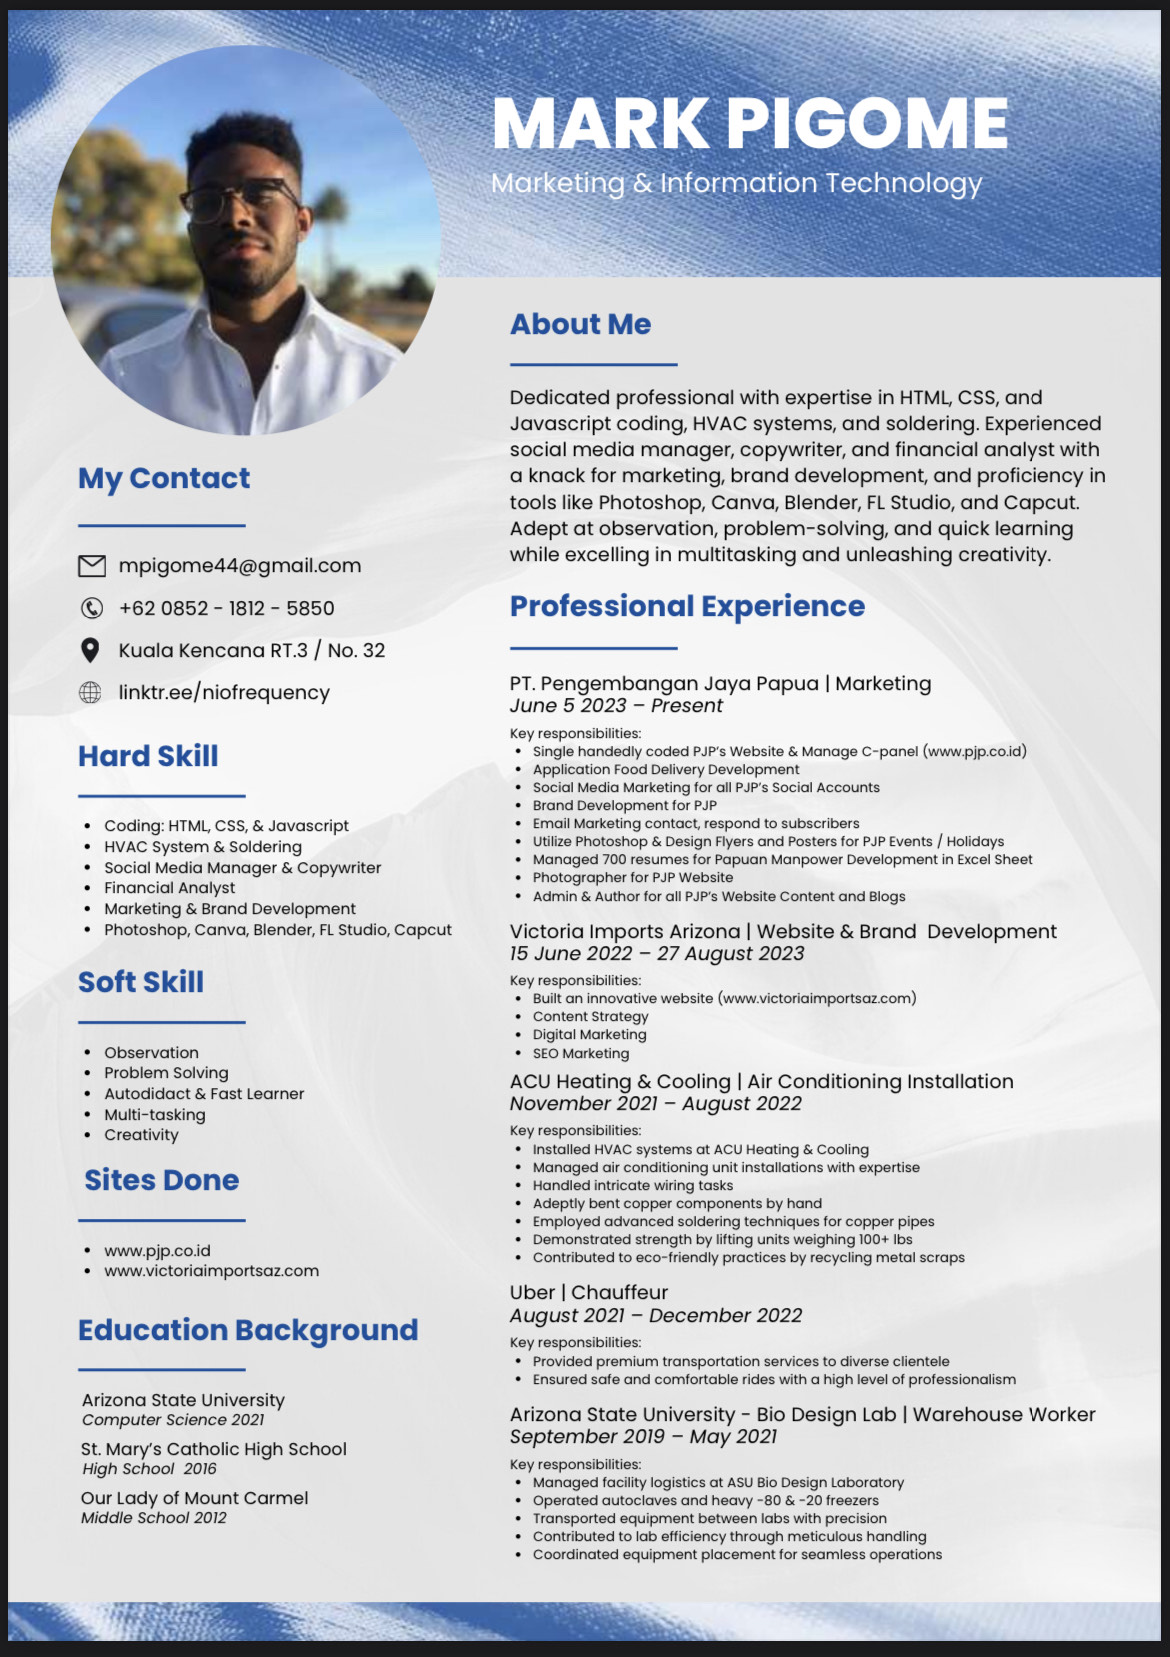 MARK PIGOME
Marketing & Information Technology
My Contact
mpigome44@gmail.com
+62 0852 - 1812 - 5850
Kuala Kencana RT.3 / No. 32
linktr.ee/niofrequency
Hard Skill
• Coding: HTML, CSS, & Javascript
• HVAC System & Soldering
• Social Media Manager & Copywriter
• Financial Analyst
• Marketing & Brand Development
• Photoshop, Canva, Blender, FL Studio, Capcut
Soft Skill
• Observation
• Problem Solving
• Autodidact & Fast Learner
• Multi-tasking
• Creativity
Sites Done
• www.pjp.co.id
• www.victoriaimportsaz.com
Education Background
Arizona State University
Computer Science 2021
St. Mary’s Catholic High School
High School 2016
Our Lady of Mount Carmel
Middle School 2012
About Me
Dedicated professional with expertise in HTML, CSS, and
Javascript coding, HVAC systems, and soldering. Experienced
social media manager, copywriter, and financial analyst with
a knack for marketing, brand development, and proficiency in
tools like Photoshop, Canva, Blender, FL Studio, and Capcut.
Adept at observation, problem-solving, and quick learning
while excelling in multitasking and unleashing creativity.
Professional Experience
PT. Pengembangan Jaya Papua | Marketing
June 5 2023 – Present
Key responsibilities:
• Single handedly coded PJP’s Website & Manage C-panel (www.pjp.co.id)
• Application Food Delivery Development
• Social Media Marketing for all PJP’s Social Accounts
• Brand Development for PJP
• Email Marketing contact, respond to subscribers
• Utilize Photoshop & Design Flyers and Posters for PJP Events / Holidays
• Managed 700 resumes for Papuan Manpower Development in Excel Sheet
• Photographer for PJP Website
• Admin & Author for all PJP’s Website Content and Blogs
Victoria Imports Arizona | Website & Brand Development
15 June 2022 – 27 August 2023
Key responsibilities:
• Built an innovative website (www.victoriaimportsaz.com)
• Content Strategy
• Digital Marketing
• SEO Marketing
ACU Heating & Cooling | Air Conditioning Installation
November 2021 – August 2022
Key responsibilities:
• Installed HVAC systems at ACU Heating & Cooling
• Managed air conditioning unit installations with expertise
• Handled intricate wiring tasks
• Adeptly bent copper components by hand
• Employed advanced soldering techniques for copper pipes
• Demonstrated strength by lifting units weighing 100+ lbs
• Contributed to eco-friendly practices by recycling metal scraps
Uber | Chauffeur
August 2021 – December 2022
Key responsibilities:
• Provided premium transportation services to diverse clientele
• Ensured safe and comfortable rides with a high level of professionalism
Arizona State University - Bio Design Lab | Warehouse Worker
September 2019 – May 2021
Key responsibilities:
• Managed facility logistics at ASU Bio Design Laboratory
• Operated autoclaves and heavy -80 & -20 freezers
• Transported equipment between labs with precision
• Contributed to lab efficiency through meticulous handling
• Coordinated equipment placement for seamless operations